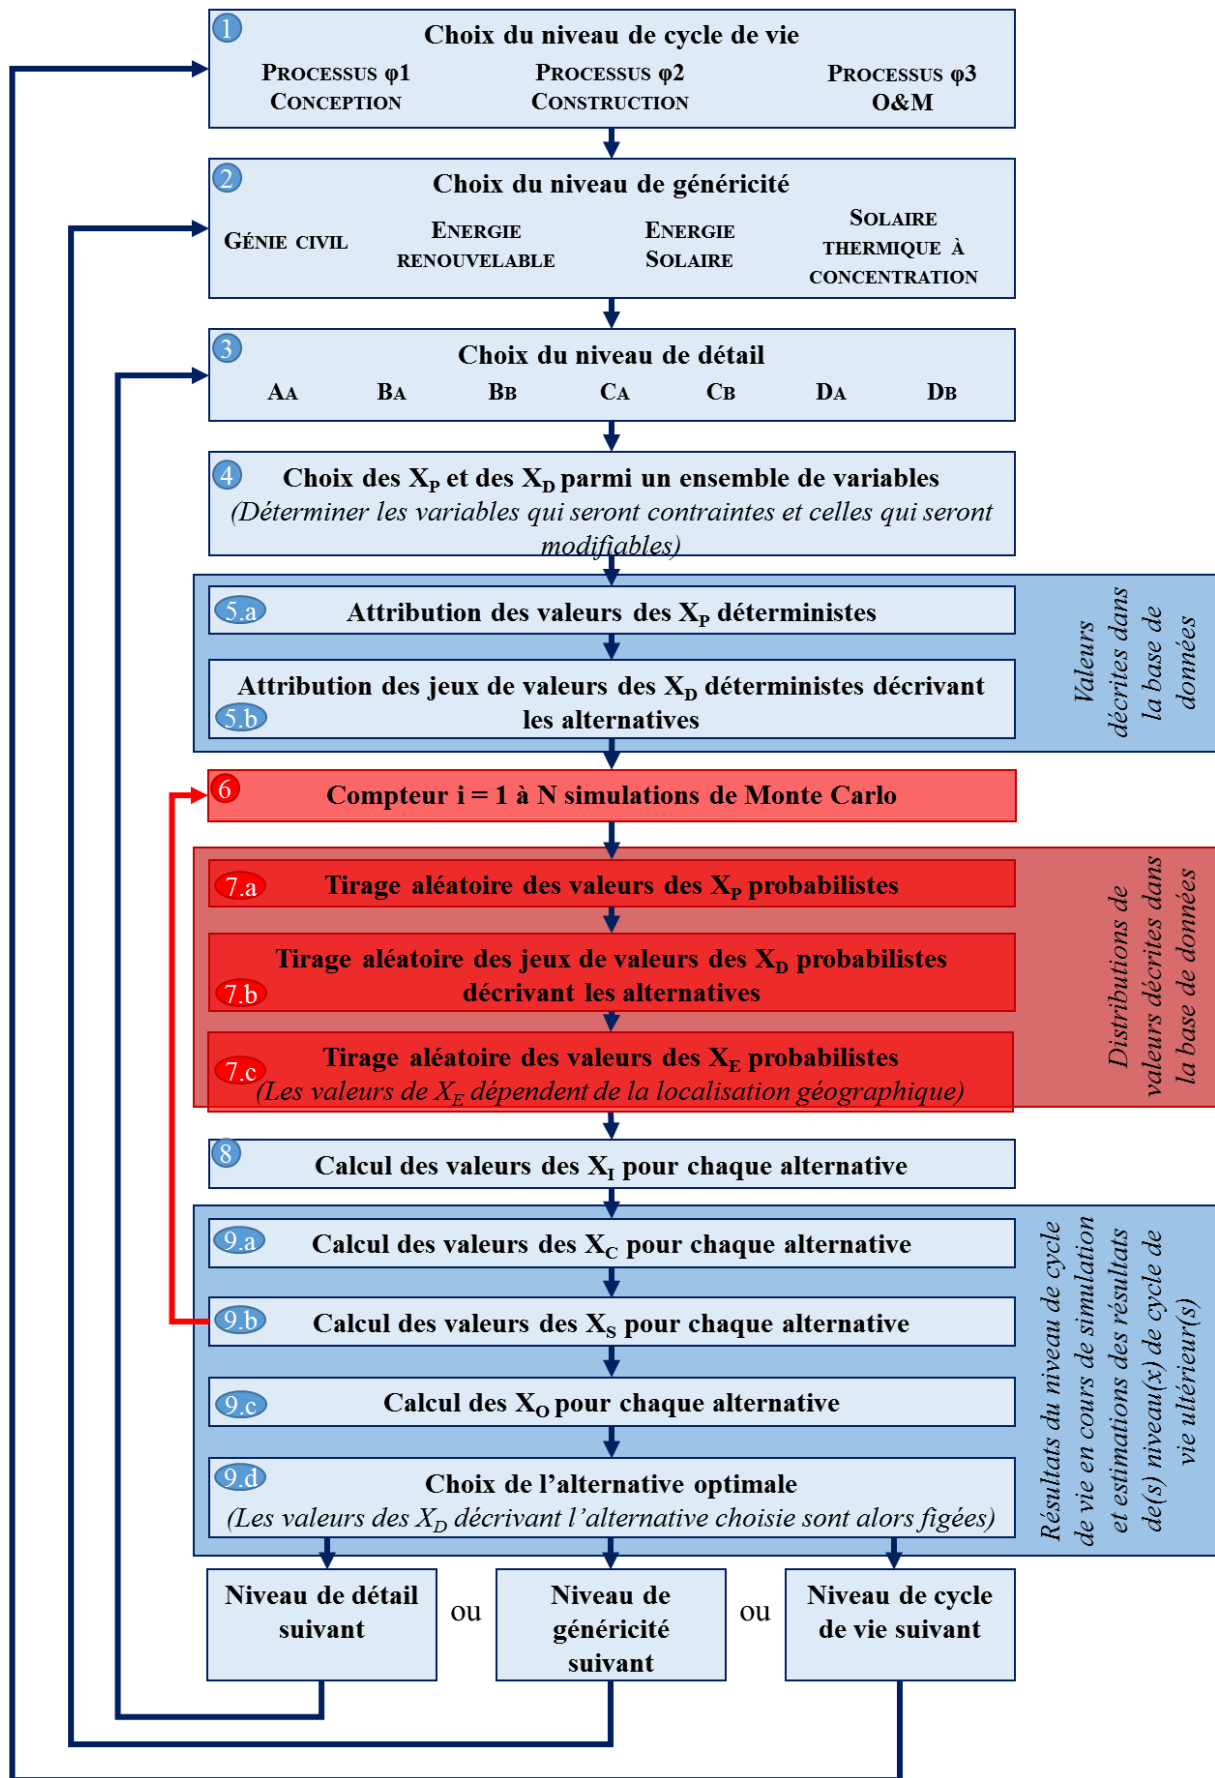 1
Choix du niveau de cycle de vie
PROCESSUS φ1
CONCEPTION
PROCESSUS φ2
CONSTRUCTION
PROCESSUS φ3
O&M
2
Choix du niveau de généricité
GÉNIE CIVIL
ENERGIE
RENOUVELABLE
ENERGIE
SOLAIRE
SOLAIRE
THERMIQUE À
CONCENTRATION
3
Choix du niveau de détail
AA BA BB CA CB DA DB
4
Choix des XP et des XD parmi un ensemble de variables
(Déterminer les variables qui seront contraintes et celles qui seront
modifiables)
5.a
Attribution des valeurs des XP déterministes
5.b
Attribution des jeux de valeurs des XD déterministes décrivant
les alternatives
Valeurs
décrites dans
la base de
données
6
Compteur i = 1 à N simulations de Monte Carlo
7.a
Tirage aléatoire des valeurs des XP probabilistes
7.b
Tirage aléatoire des jeux de valeurs des XD probabilistes
décrivant les alternatives
7.c
Tirage aléatoire des valeurs des XE probabilistes
(Les valeurs de XE dépendent de la localisation géographique)
Distributions de
valeurs décrites dans
la base de données
8
Calcul des valeurs des XI pour chaque alternative
9.a
Calcul des valeurs des XC pour chaque alternative
9.b
Calcul des valeurs des XS pour chaque alternative
9.c
Calcul des XO pour chaque alternative
9.d
Choix de l’alternative optimale
(Les valeurs des XD décrivant l’alternative choisie sont alors figées)
Résultats du niveau de cycle
de vie en cours de simulation
et estimations des résultats
de(s) niveau(x) de cycle de
vie ultérieur(s)
Niveau de détail
suivant
ou
Niveau de
généricité
suivant
ou
Niveau de cycle
de vie suivant